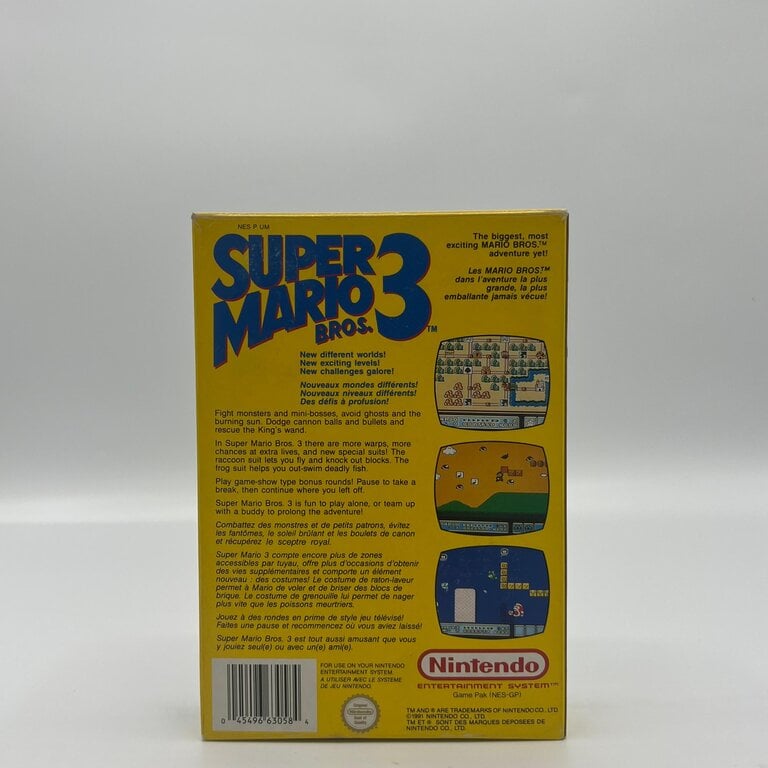 NES P UM
SUPER
MARIO
BROS.
3
TM
The biggest, most
exciting MARIO BROS.™
adventure yet!
Les MARIO BROS.™
dans l'aventure la plus
grande, la plus
emballante jamais vécue!
New different worlds!
New exciting levels!
New challenges galore!
Nouveaux mondes différents!
Nouveaux niveaux différents!
Des défis à profusion!
Fight monsters and mini-bosses, avoid ghosts and the
burning sun. Dodge cannon balls and bullets and
rescue the King's wand.
In Super Mario Bros. 3 there are more warps, more
chances at extra lives, and new special suits! The
raccoon suit lets you fly and knock out blocks. The
frog suit helps you out-swim deadly fish.
Play game-show type bonus rounds! Pause to take a
break, then continue where you left off.
Super Mario Bros. 3 is fun to play alone, or team up
with a buddy to prolong the adventure!
Combattez des monstres et de petits patrons, évitez
les fantômes, le soleil brûlant et les boulets de canon
et récupérez le sceptre royal.
Super Mario 3 compte encore plus de zones
accessibles par tuyau, offre plus d'occasions d'obtenir
des vies supplémentaires et comporte un élément
nouveau : des costumes! Le costume de raton-laveur
permet à Mario de voler et de briser des blocs de
brique. Le costume de grenouille lui permet de nager
plus vite que les poissons meurtriers.
Jouez à des rondes en prime de style jeu télévisé!
Faites une pause et recommencez où vous aviez laissé!
Super Mario Bros. 3 est tout aussi amusant que vous
y jouiez seul(e) ou avec un(e) ami(e).
0 45496 63058 4
FOR USE ON YOUR NINTENDO
ENTERTAINMENT SYSTEM
A UTILISER AVEC LE SYSTEME
DE JEU NINTENDO
Original
Nintendo
Seal of
Quality
Nintendo®
ENTERTAINMENT SYSTEM™
Game Pak (NES-GP)
TM AND ® ARE TRADEMARKS OF NINTENDO CO., LTD
©1991 NINTENDO CO., LTD.
TM ET ® SONT DES MARQUES DEPOSEES DE
NINTENDO CO., LTD.